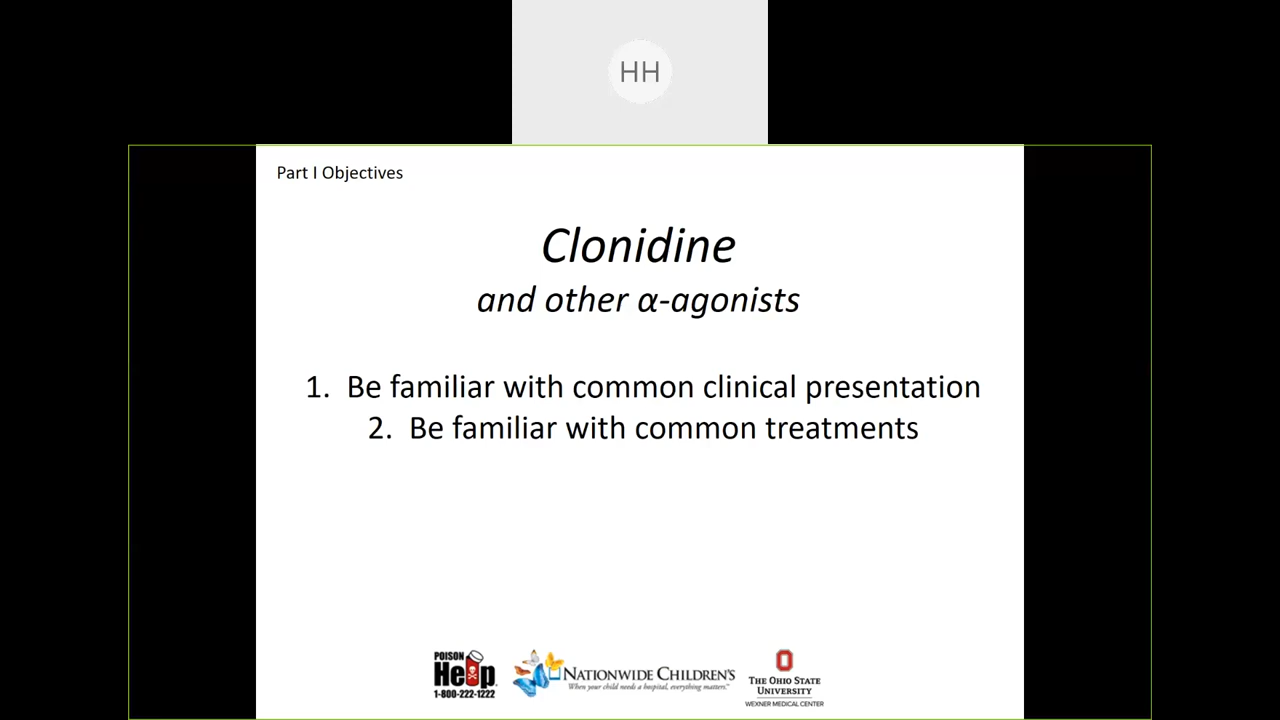 HH
Part I Objectives
Clonidine
and other α-agonists
1. Be familiar with common clinical presentation
2. Be familiar with common treatments
POISON
Help
1-800-222-1222
NATIONWIDE CHILDREN'S
When your child needs a hospital, everything matters.™
THE OHIO STATE
UNIVERSITY
WEXNER MEDICAL CENTER